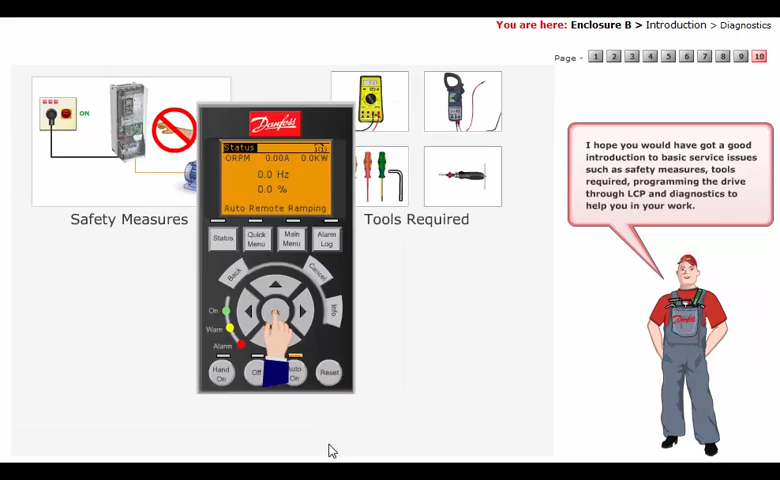 You are here: Enclosure B > Introduction > Diagnostics
Page - 1 2 3 4 5 6 7 8 9 10
ON
Danfoss
Status 1(1)
0RPM 0.00A 0.0KW
0.0 Hz
0.0 %
Auto Remote Ramping
Safety Measures
Tools Required
Status
Quick Menu
Main Menu
Alarm Log
Back
Cancel
Info
On
Warn
Alarm
Hand On
Off
Auto On
Reset
I hope you would have got a good
introduction to basic service issues
such as safety measures, tools
required, programming the drive
through LCP and diagnostics to
help you in your work.
Danfoss